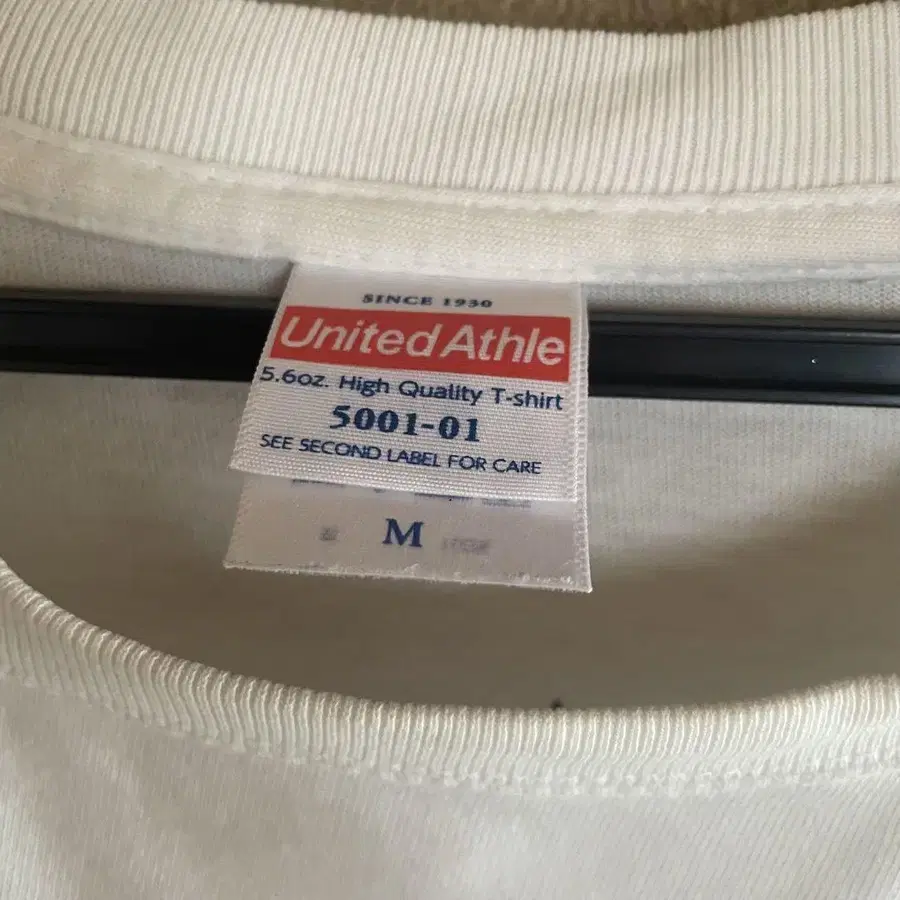 SINCE 1930
United Athle
5.6oz. High Quality T-shirt
5001-01
SEE SECOND LABEL FOR CARE
M